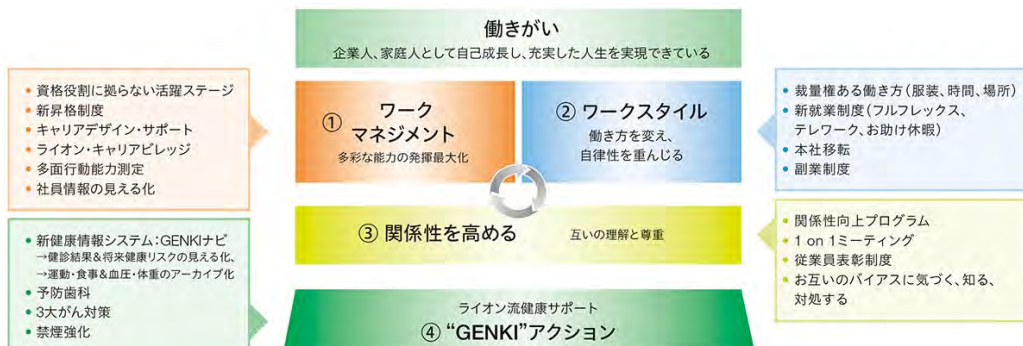 働きがい
企業人、家庭人として自己成長し、充実した人生を実現できている
• 資格役割に拠らない活躍ステージ
• 新昇格制度
• キャリアデザイン・サポート
• ライオン・キャリアビレッジ
• 多面行動能力測定
• 社員情報の見える化
① ワーク
マネジメント
多彩な能力の発揮最大化
② ワークスタイル
働き方を変え、
自律性を重んじる
• 裁量権ある働き方（服装、時間、場所）
• 新就業制度（フルフレックス、
テレワーク、お助け休暇）
• 本社移転
• 副業制度
③ 関係性を高める 互いの理解と尊重
• 関係性向上プログラム
• 1 on 1ミーティング
• 従業員表彰制度
• お互いのバイアスに気づく、知る、
対処する
• 新健康情報システム：GENKIナビ
→健診結果＆将来健康リスクの見える化、
→運動・食事＆血圧・体重のアーカイブ化
• 予防歯科
• 3大がん対策
• 禁煙強化
ライオン流健康サポート
④ “GENKI”アクション